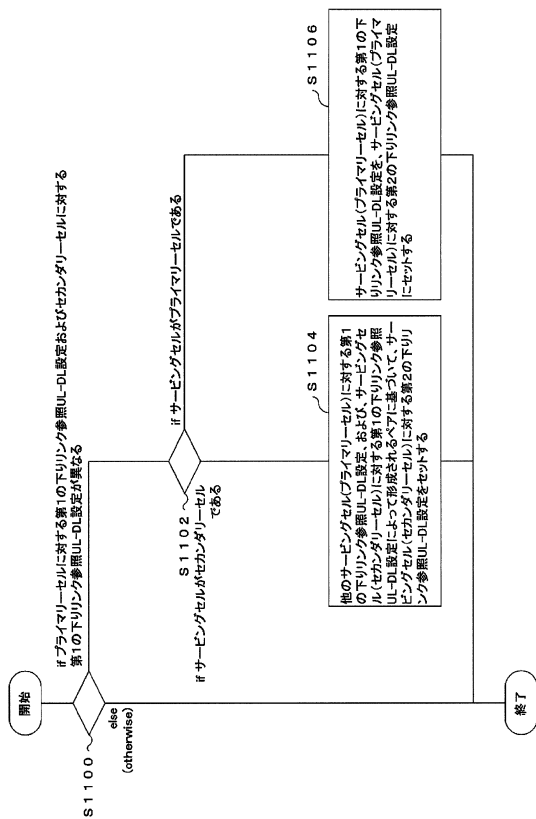 開始
S1100
if プライマリーセルに対する第1の下りリンク参照UL-DL設定およびセカンダリーセルに対する
第1の下りリンク参照UL-DL設定が異なる
else
(otherwise)
S1102
if サービングセルがプライマリーセルである
if サービングセルがセカンダリーセル
である
S1104
他のサービングセル(プライマリーセル)に対する第1
の下りリンク参照UL-DL設定、および、サービングセ
ル(セカンダリーセル)に対する第1の下りリンク参照
UL-DL設定によって形成されるペアに基づいて、サー
ビングセル(セカンダリーセル)に対する第2の下りリ
ンク参照UL-DL設定をセットする
S1106
サービングセル(プライマリーセル)に対する第1の下
りリンク参照UL-DL設定を、サービングセル(プライマ
リーセル)に対する第2の下りリンク参照UL-DL設定
にセットする
終了